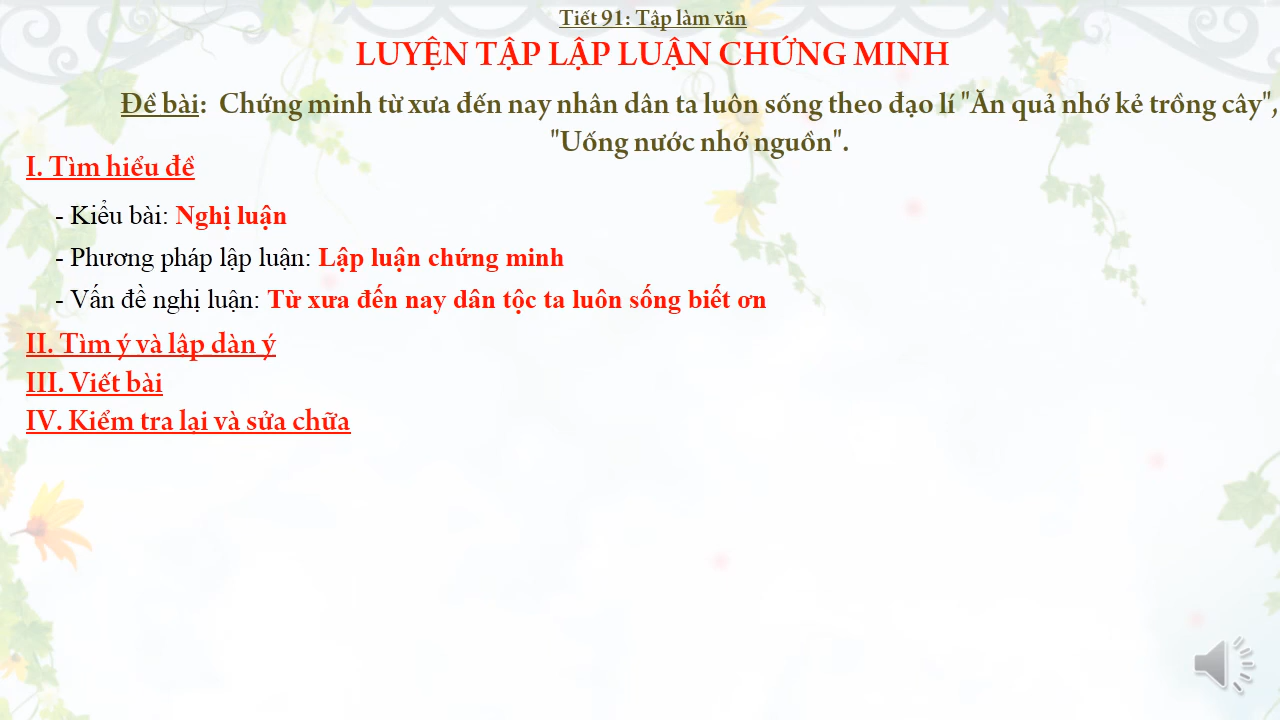 Tiết 91: Tập làm văn
LUYỆN TẬP LẬP LUẬN CHỨNG MINH
Đề bài:  Chứng minh từ xưa đến nay nhân dân ta luôn sống theo đạo lí "Ăn quả nhớ kẻ trồng cây",
"Uống nước nhớ nguồn".
I. Tìm hiểu đề
- Kiểu bài: Nghị luận
- Phương pháp lập luận: Lập luận chứng minh
- Vấn đề nghị luận: Từ xưa đến nay dân tộc ta luôn sống biết ơn
II. Tìm ý và lập dàn ý
III. Viết bài
IV. Kiểm tra lại và sửa chữa